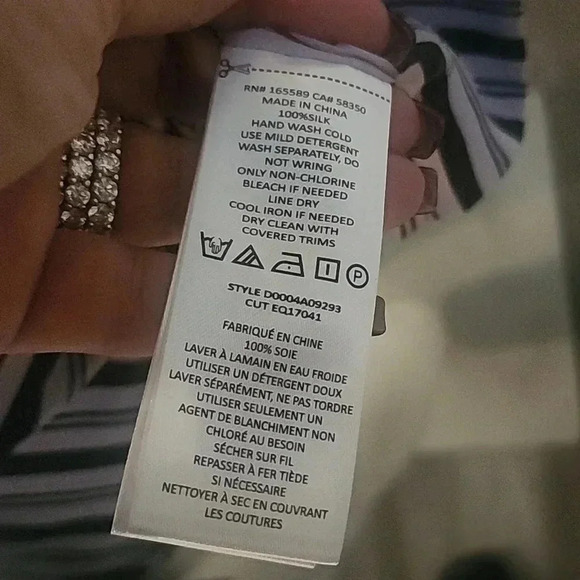 RN# 165589 CA# 58350
MADE IN CHINA
100%SILK
HAND WASH COLD
USE MILD DETERGENT
WASH SEPARATELY, DO
NOT WRING
ONLY NON-CHLORINE
BLEACH IF NEEDED
LINE DRY
COOL IRON IF NEEDED
DRY CLEAN WITH
COVERED TRIMS
P
STYLE D0004A09293
CUT EQ17041
FABRIQUÉ EN CHINE
100% SOIE
LAVER À LAMAIN EN EAU FROIDE
UTILISER UN DÉTERGENT DOUX
LAVER SÉPARÉMENT, NE PAS TORDRE
UTILISER SEULEMENT UN
AGENT DE BLANCHIMENT NON
CHLORÉ AU BESOIN
SÉCHER SUR FIL
REPASSER À FER TIÈDE
SI NÉCESSAIRE
NETTOYER À SEC EN COUVRANT
LES COUTURES